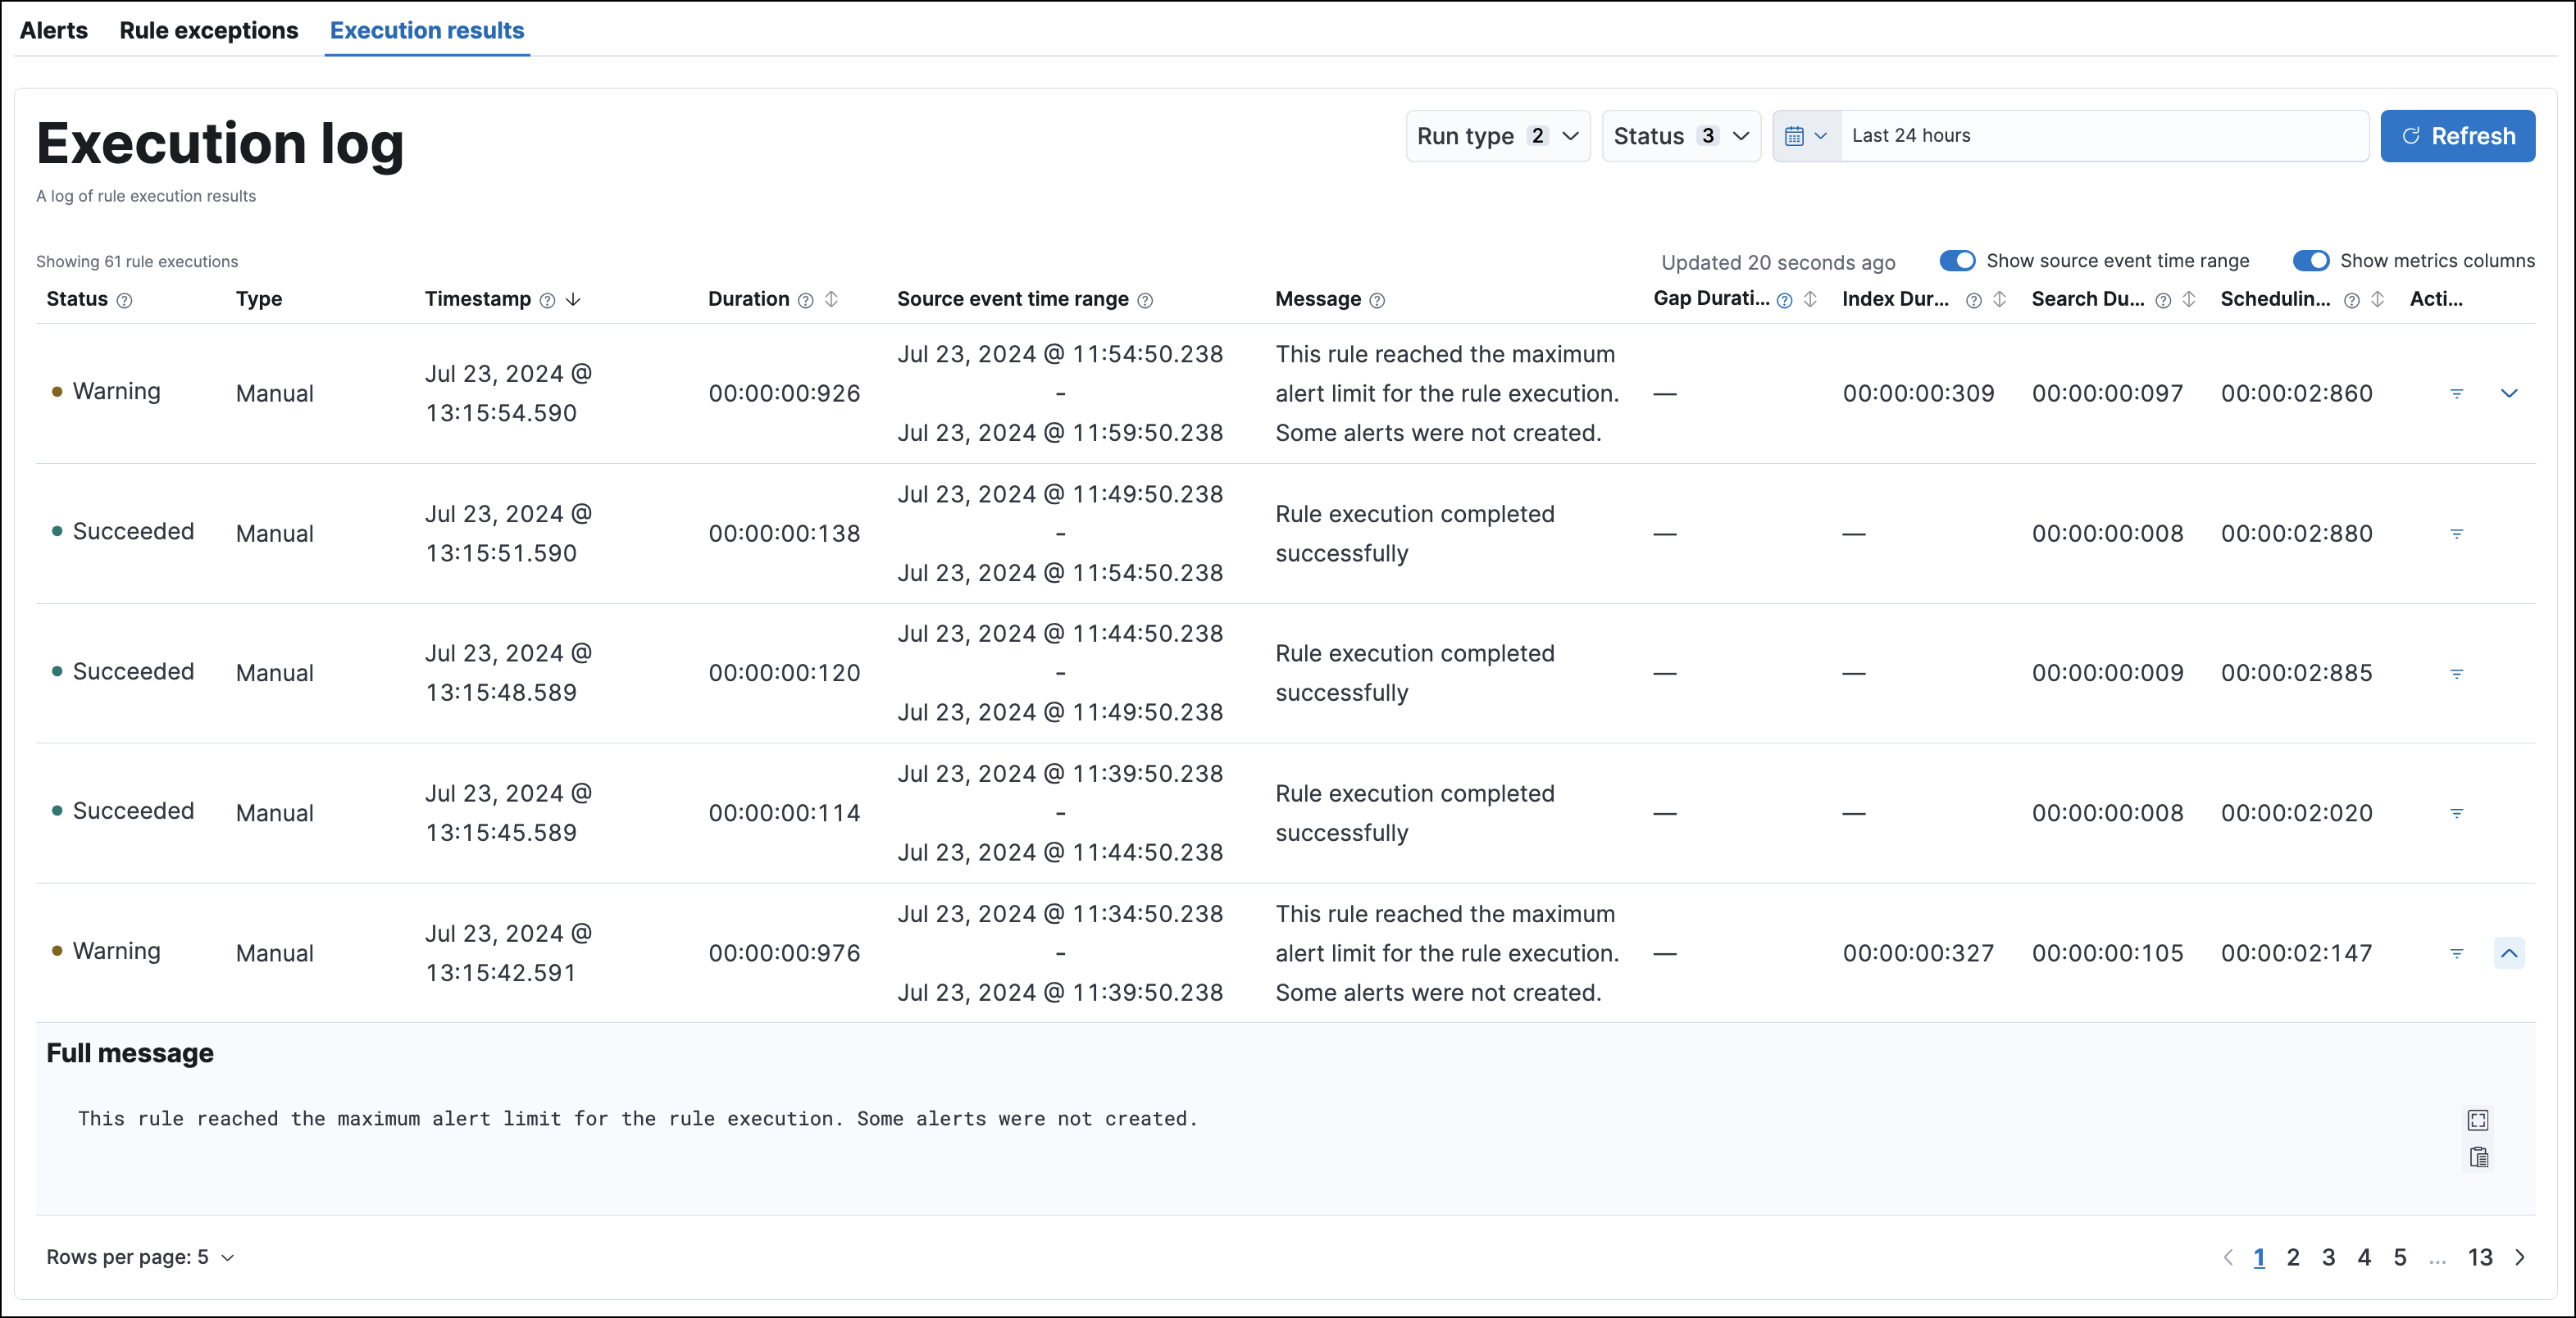 Alerts Rule exceptions Execution results
Execution log
Run type 2 Status 3 Last 24 hours Refresh
A log of rule execution results
Showing 61 rule executions
Updated 20 seconds ago Show source event time range Show metrics columns
Status Type Timestamp Duration Source event time range Message Gap Durati... Index Dur... Search Du... Schedulin... Acti...
Jul 23, 2024 @ 11:54:50.238 This rule reached the maximum
Jul 23, 2024 @
Warning Manual 00:00:00:926 - alert limit for the rule execution. — 00:00:00:309 00:00:00:097 00:00:02:860
13:15:54.590
Jul 23, 2024 @ 11:59:50.238 Some alerts were not created.
Jul 23, 2024 @ 11:49:50.238
Jul 23, 2024 @ Rule execution completed
Succeeded Manual 00:00:00:138 - — — 00:00:00:008 00:00:02:880
13:15:51.590 successfully
Jul 23, 2024 @ 11:54:50.238
Jul 23, 2024 @ 11:44:50.238
Jul 23, 2024 @ Rule execution completed
Succeeded Manual 00:00:00:120 - — — 00:00:00:009 00:00:02:885
13:15:48.589 successfully
Jul 23, 2024 @ 11:49:50.238
Jul 23, 2024 @ 11:39:50.238
Jul 23, 2024 @ Rule execution completed
Succeeded Manual 00:00:00:114 - — — 00:00:00:008 00:00:02:020
13:15:45.589 successfully
Jul 23, 2024 @ 11:44:50.238
Jul 23, 2024 @ 11:34:50.238 This rule reached the maximum
Jul 23, 2024 @
Warning Manual 00:00:00:976 - alert limit for the rule execution. — 00:00:00:327 00:00:00:105 00:00:02:147
13:15:42.591
Jul 23, 2024 @ 11:39:50.238 Some alerts were not created.
Full message
This rule reached the maximum alert limit for the rule execution. Some alerts were not created.
Rows per page: 5 1 2 3 4 5 ... 13